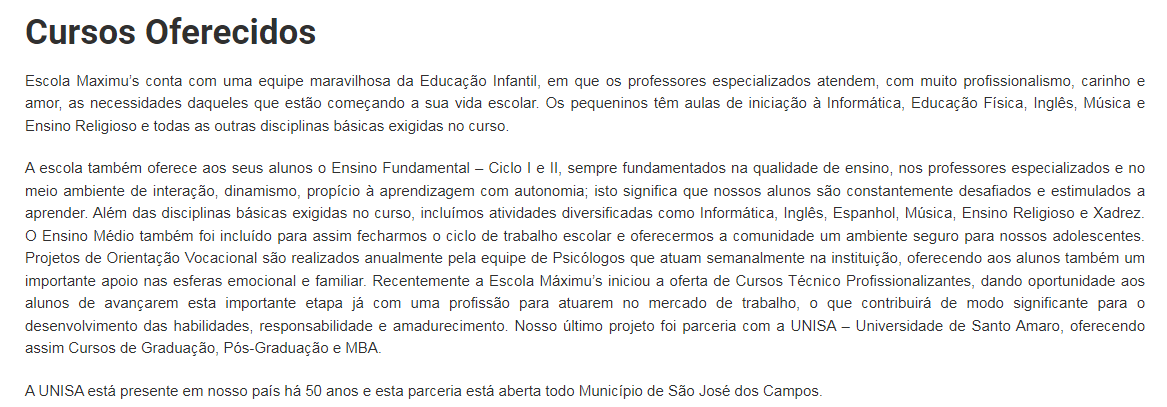 Cursos Oferecidos
Escola Maximu's conta com uma equipe maravilhosa da Educação Infantil, em que os professores especializados atendem, com muito profissionalismo, carinho e
amor, as necessidades daqueles que estão começando a sua vida escolar. Os pequeninos têm aulas de iniciação à Informática, Educação Física, Inglês, Música e
Ensino Religioso e todas as outras disciplinas básicas exigidas no curso.
A escola também oferece aos seus alunos o Ensino Fundamental – Ciclo I e II, sempre fundamentados na qualidade de ensino, nos professores especializados e no
meio ambiente de interação, dinamismo, propício à aprendizagem com autonomia; isto significa que nossos alunos são constantemente desafiados e estimulados a
aprender. Além das disciplinas básicas exigidas no curso, incluímos atividades diversificadas como Informática, Inglês, Espanhol, Música, Ensino Religioso e Xadrez.
O Ensino Médio também foi incluído para assim fecharmos o ciclo de trabalho escolar e oferecermos a comunidade um ambiente seguro para nossos adolescentes.
Projetos de Orientação Vocacional são realizados anualmente pela equipe de Psicólogos que atuam semanalmente na instituição, oferecendo aos alunos também um
importante apoio nas esferas emocional e familiar. Recentemente a Escola Máximu's iniciou a oferta de Cursos Técnico Profissionalizantes, dando oportunidade aos
alunos de avançarem esta importante etapa já com uma profissão para atuarem no mercado de trabalho, o que contribuirá de modo significante para o
desenvolvimento das habilidades, responsabilidade e amadurecimento. Nosso último projeto foi parceria com a UNISA – Universidade de Santo Amaro, oferecendo
assim Cursos de Graduação, Pós-Graduação e MBA.
A UNISA está presente em nosso país há 50 anos e esta parceria está aberta todo Município de São José dos Campos.